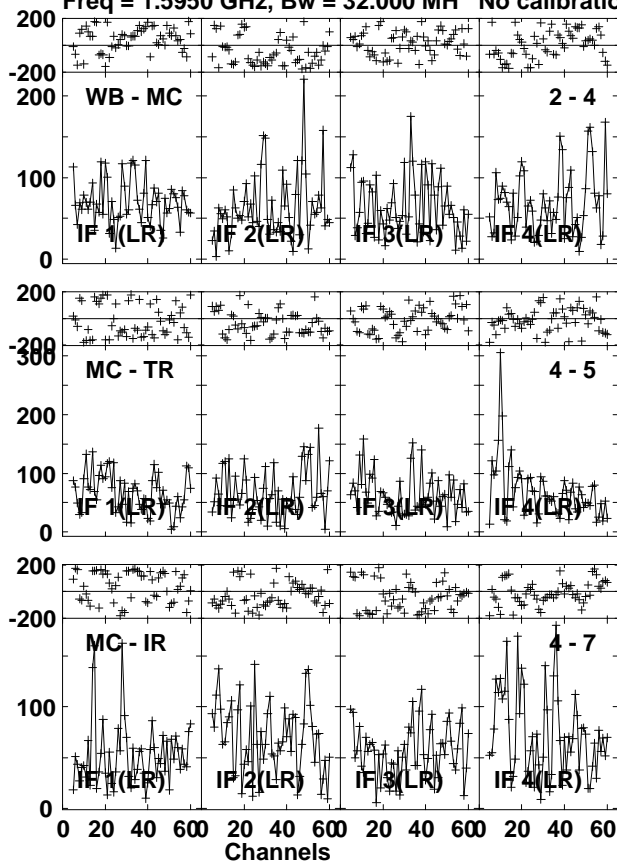 Freq = 1.5950 GHz, Bw = 32.000 MH No calibratio
200
-200
WB - MC 2 - 4
200
100
0
IF 1(LR) IF 2(LR) IF 3(LR) IF 4(LR)
200
-200
300
MC - TR 4 - 5
200
100
0
IF 1(LR) IF 2(LR) IF 3(LR) IF 4(LR)
200
-200
MC - IR 4 - 7
100
0
IF 1(LR) IF 2(LR) IF 3(LR) IF 4(LR)
0 20 40 60 0 20 40 60 0 20 40 60 0 20 40 60
Channels